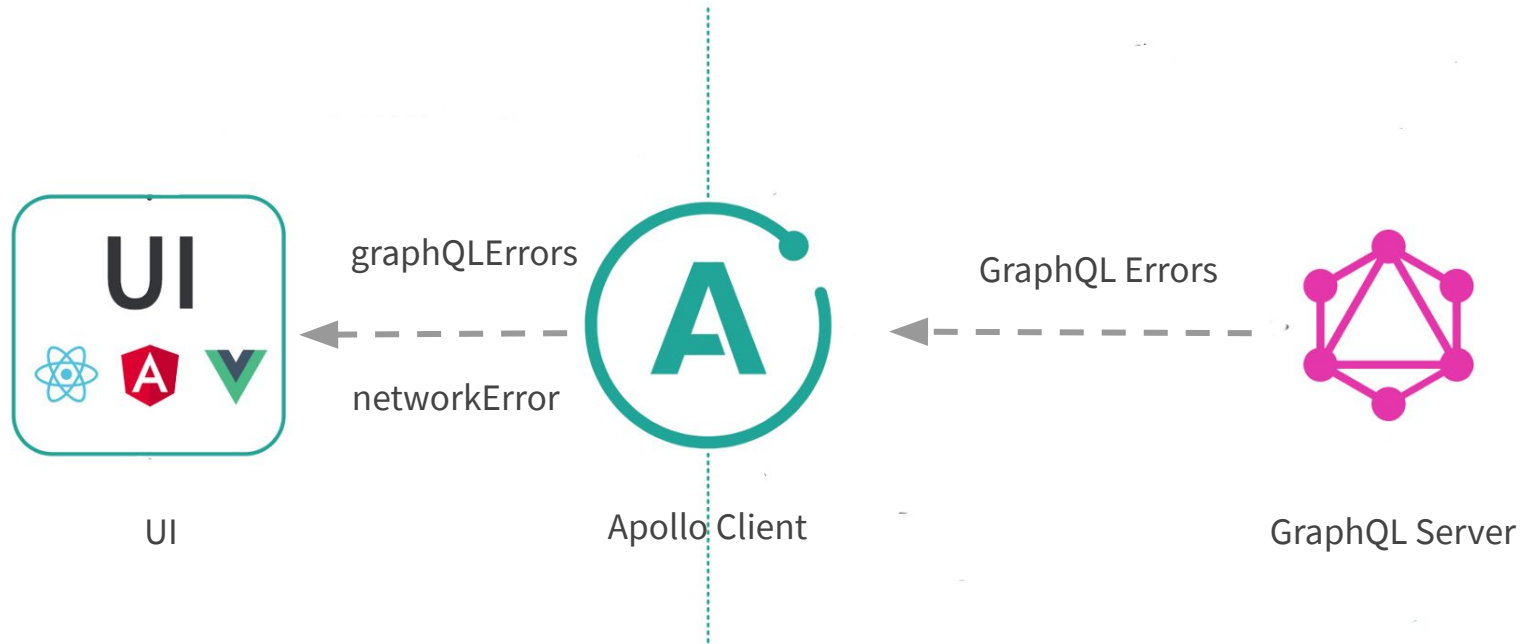 UI
graphQLErrors
networkError
UI
A
Apollo Client
GraphQL Errors
GraphQL Server